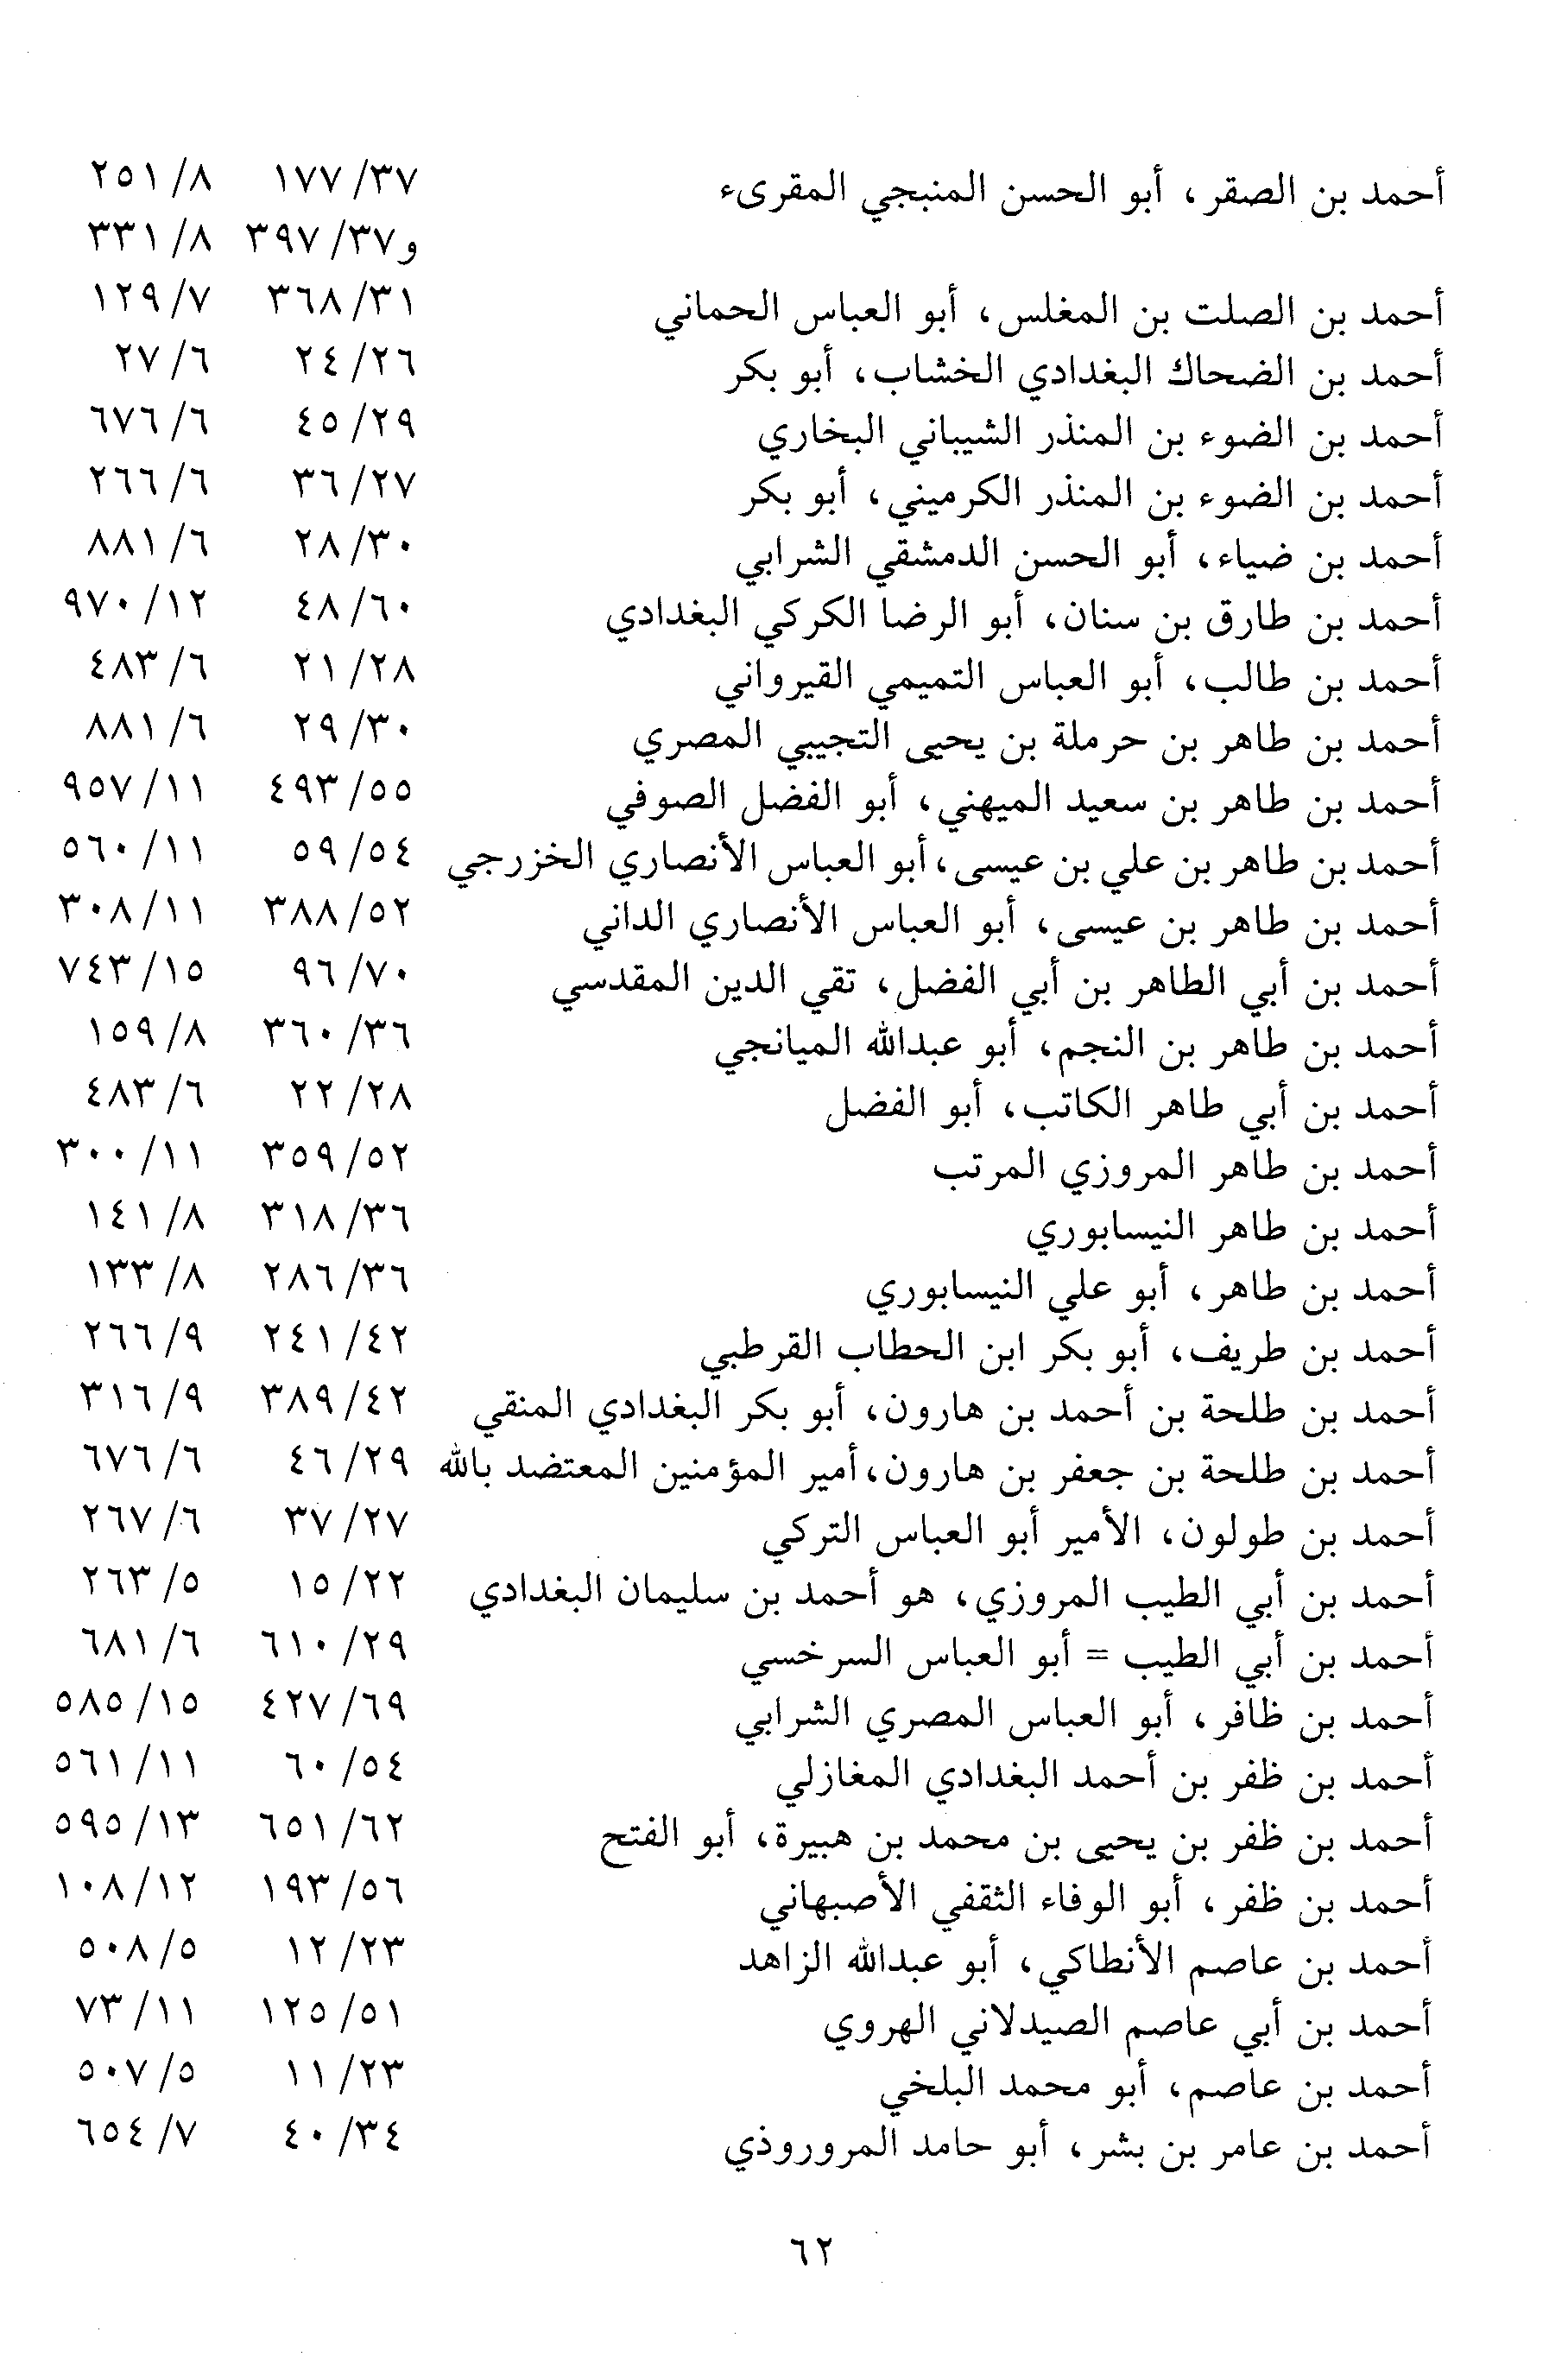 أحمد بن الصقر، أبو الحسن المنبجي المقرىء ٣٧/ ١٧٧ ٨/ ٢٥١
و٣٧/ ٣٩٧ ٨/ ٣٣١
أحمد بن الصلت بن المغلس، أبو العباس الحماني ٣١/ ٣٦٨ ٧/ ١٢٩
أحمد بن الضحاك البغدادي الخشاب، أبو بكر ٢٦/ ٢٤ ٦/ ٢٧
أحمد بن الضوء بن المنذر الشيباني البخاري ٢٩/ ٤٥ ٦/ ٦٧٦
أحمد بن الضوء بن المنذر الكرميني، أبو بكر ٢٧/ ٣٦ ٦/ ٢٦٦
أحمد بن ضياء، أبو الحسن الدمشقي الشرابي ٣٠/ ٢٨ ٦/ ٨٨١
أحمد بن طارق بن سنان، أبو الرضا الكركي البغدادي ٦٠/ ٤٨ ١٢/ ٩٧٠
أحمد بن طالب، أبو العباس التميمي القيرواني ٢٨/ ٢١ ٦/ ٤٨٣
أحمد بن طاهر بن حرملة بن يحيى التجيبي المصري ٣٠/ ٢٩ ٦/ ٨٨١
أحمد بن طاهر بن سعيد الميهني، أبو الفضل الصوفي ٥٥/ ٤٩٣ ١١/ ٩٥٧
أحمد بن طاهر بن علي بن عيسى، أبو العباس الأنصاري الخزرجي ٥٤/ ٥٩ ١١/ ٥٦٠
أحمد بن طاهر بن عيسى، أبو العباس الأنصاري الداني ٥٢/ ٣٨٨ ١١/ ٣٠٨
أحمد بن أبي الطاهر بن أبي الفضل، تقي الدين المقدسي ٧٠/ ٩٦ ١٥/ ٧٤٣
أحمد بن طاهر بن النجم، أبو عبدالله الميانجي ٣٦/ ٣٦٠ ٨/ ١٥٩
أحمد بن أبي طاهر الكاتب، أبو الفضل ٢٨/ ٢٢ ٦/ ٤٨٣
أحمد بن طاهر المروزي المرتب ٥٢/ ٣٥٩ ١١/ ٣٠٠
أحمد بن طاهر النيسابوري ٣٦/ ٣١٨ ٨/ ١٤١
أحمد بن طاهر، أبو علي النيسابوري ٣٦/ ٢٨٦ ٨/ ١٣٣
أحمد بن طريف، أبو بكر ابن الحطاب القرطبي ٤٢/ ٢٤١ ٩/ ٢٦٦
أحمد بن طلحة بن أحمد بن هارون، أبو بكر البغدادي المنقي ٤٢/ ٣٨٩ ٩/ ٣١٦
أحمد بن طلحة بن جعفر بن هارون، أمير المؤمنين المعتضد بالله ٢٩/ ٤٦ ٦/ ٦٧٦
أحمد بن طولون، الأمير أبو العباس التركي ٢٧/ ٣٧ ٦/ ٢٦٧
أحمد بن أبي الطيب المروزي، هو أحمد بن سليمان البغدادي ٢٢/ ١٥ ٥/ ٢٦٣
أحمد بن أبي الطيب = أبو العباس السرخسي ٢٩/ ٦١٠ ٦/ ٦٨١
أحمد بن ظافر، أبو العباس المصري الشرابي ٦٩/ ٤٢٧ ١٥/ ٥٨٥
أحمد بن ظفر بن أحمد البغدادي المغازلي ٥٤/ ٦٠ ١١/ ٥٦١
أحمد بن ظفر بن يحيى بن محمد بن هبيرة، أبو الفتح ٦٢/ ٦٥١ ١٣/ ٥٩٥
أحمد بن ظفر، أبو الوفاء الثقفي الأصبهاني ٥٦/ ١٩٣ ١٢/ ١٠٨
أحمد بن عاصم الأنطاكي، أبو عبدالله الزاهد ٢٣/ ١٢ ٥/ ٥٠٨
أحمد بن أبي عاصم الصيدلاني الهروي ٥١/ ١٢٥ ١١/ ٧٣
أحمد بن عاصم، أبو محمد البلخي ٢٣/ ١١ ٥/ ٥٠٧
أحمد بن عامر بن بشر، أبو حامد المروروذي ٣٤/ ٤٠ ٧/ ٦٥٤
٦٢